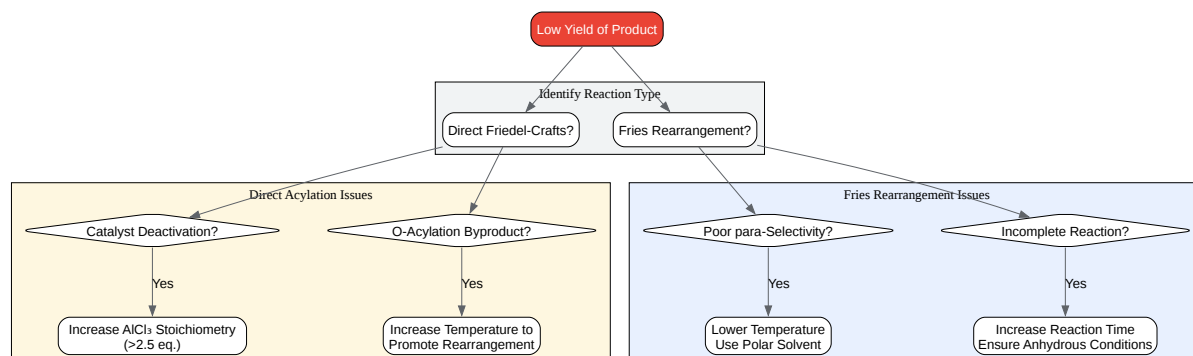 Low Yield of Product
Identify Reaction Type
Direct Friedel-Crafts?
Fries Rearrangement?
Direct Acylation Issues
Fries Rearrangement Issues
Catalyst Deactivation?
O-Acylation Byproduct?
Poor para-Selectivity?
Incomplete Reaction?
Yes
Yes
Yes
Yes
Increase AlCl₃ Stoichiometry
(>2.5 eq.)
Increase Temperature to
Promote Rearrangement
Lower Temperature
Use Polar Solvent
Increase Reaction Time
Ensure Anhydrous Conditions